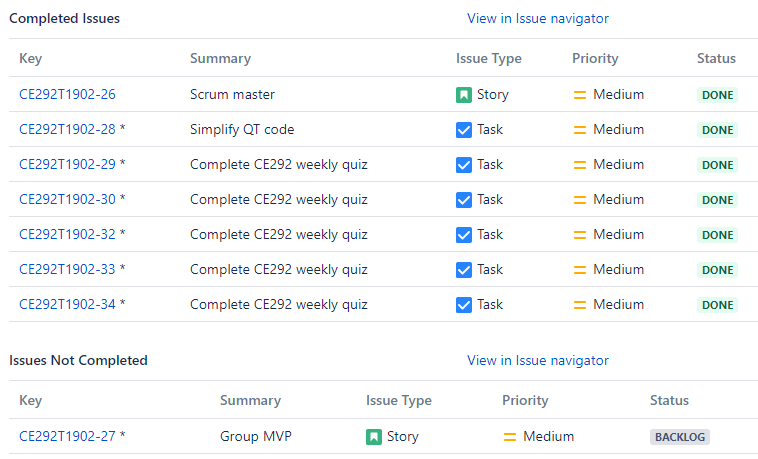 Completed Issues View in Issue navigator
Key Summary Issue Type Priority Status
CE292T1902-26 Scrum master Story Medium DONE
CE292T1902-28 * Simplify QT code Task Medium DONE
CE292T1902-29 * Complete CE292 weekly quiz Task Medium DONE
CE292T1902-30 * Complete CE292 weekly quiz Task Medium DONE
CE292T1902-32 * Complete CE292 weekly quiz Task Medium DONE
CE292T1902-33 * Complete CE292 weekly quiz Task Medium DONE
CE292T1902-34 * Complete CE292 weekly quiz Task Medium DONE
Issues Not Completed View in Issue navigator
Key Summary Issue Type Priority Status
CE292T1902-27 * Group MVP Story Medium BACKLOG